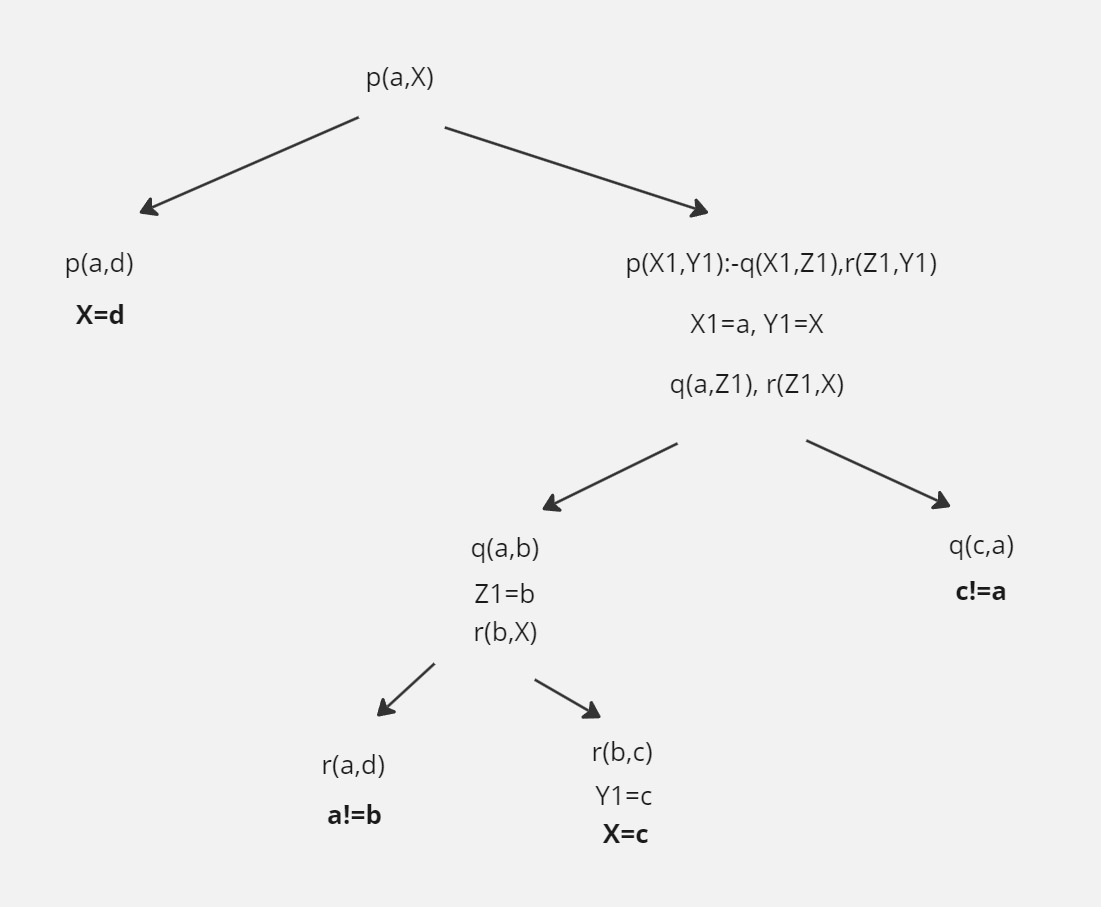 p(a,X)
p(a,d)
X=d
p(X1,Y1):-q(X1,Z1),r(Z1,Y1)
X1=a, Y1=X
q(a,Z1), r(Z1,X)
q(a,b)
Z1=b
r(b,X)
q(c,a)
c!=a
r(a,d)
a!=b
r(b,c)
Y1=c
X=c